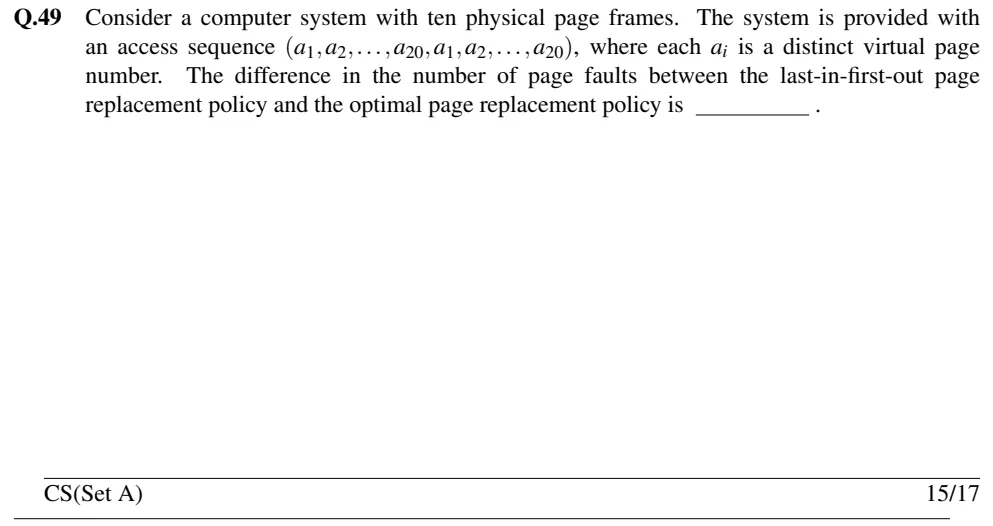 Q.49 Consider a computer system with ten physical page frames. The system is provided with
an access sequence (a₁,a₂,…,a₂₀,a₁,a₂,…,a₂₀), where each aᵢ is a distinct virtual page
number. The difference in the number of page faults between the last-in-first-out page
replacement policy and the optimal page replacement policy is __________ .
CS(Set A) 15/17